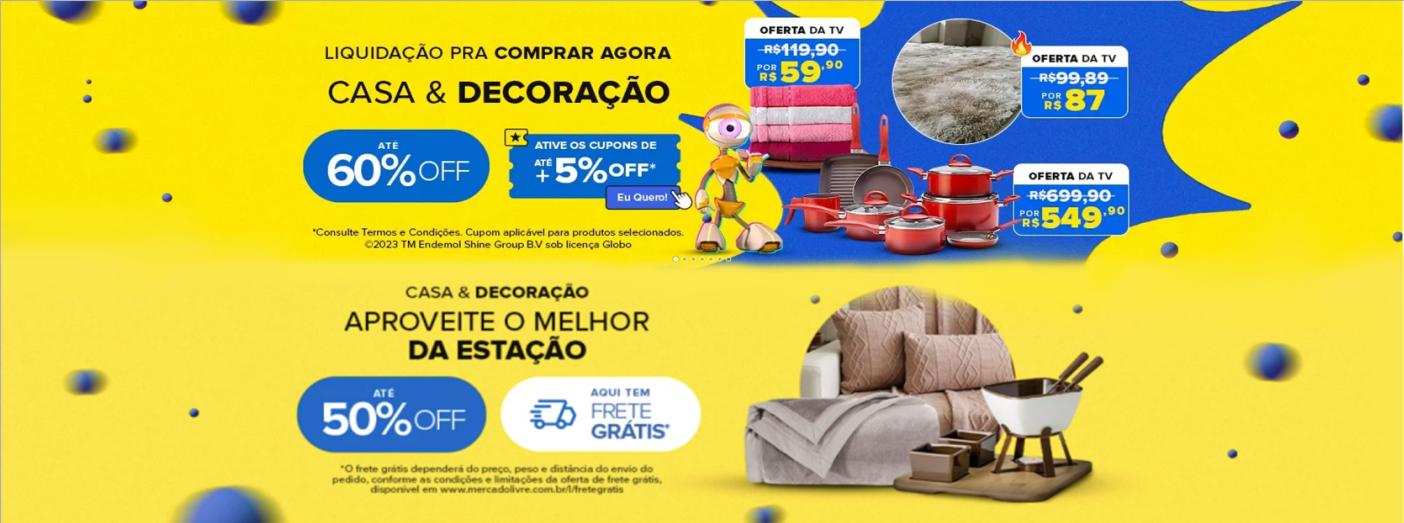 LIQUIDAÇÃO PRA COMPRAR AGORA
CASA & DECORAÇÃO
ATÉ
60% OFF
ATIVE OS CUPONS DE
ATÉ
+5% OFF*
Eu Quero!
*Consulte Termos e Condições. Cupom aplicável para produtos selecionados.
©2023 TM Endemol Shine Group B.V sob licença Globo
OFERTA DA TV
R$119,90
POR
R$ 59,90
OFERTA DA TV
R$99,89
POR
R$ 87
OFERTA DA TV
R$699,90
POR
R$ 549,90
CASA & DECORAÇÃO
APROVEITE O MELHOR
DA ESTAÇÃO
ATÉ
50% OFF
AQUI TEM
FRETE
GRÁTIS*
*O frete grátis dependerá do preço, peso e distância do envio do
pedido, conforme as condições e limitações da oferta de frete grátis,
disponível em www.mercadolivre.com.br/l/fretegratis